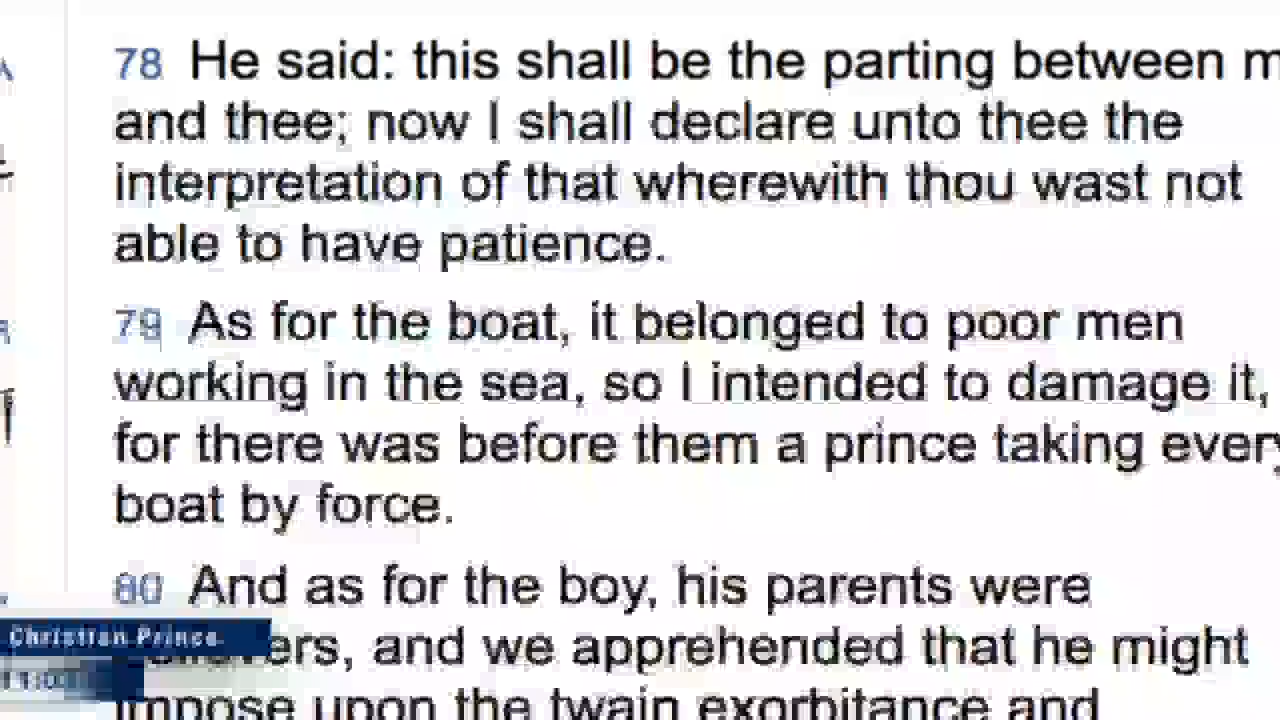 78 He said: this shall be the parting between
and thee; now I shall declare unto thee the
interpretation of that wherewith thou wast not
able to have patience.
79 As for the boat, it belonged to poor men
working in the sea, so I intended to damage it,
for there was before them a prince taking every
boat by force.
80 And as for the boy, his parents were
and we apprehended that he might
impose upon the twain exorbitance and
Christian Prince